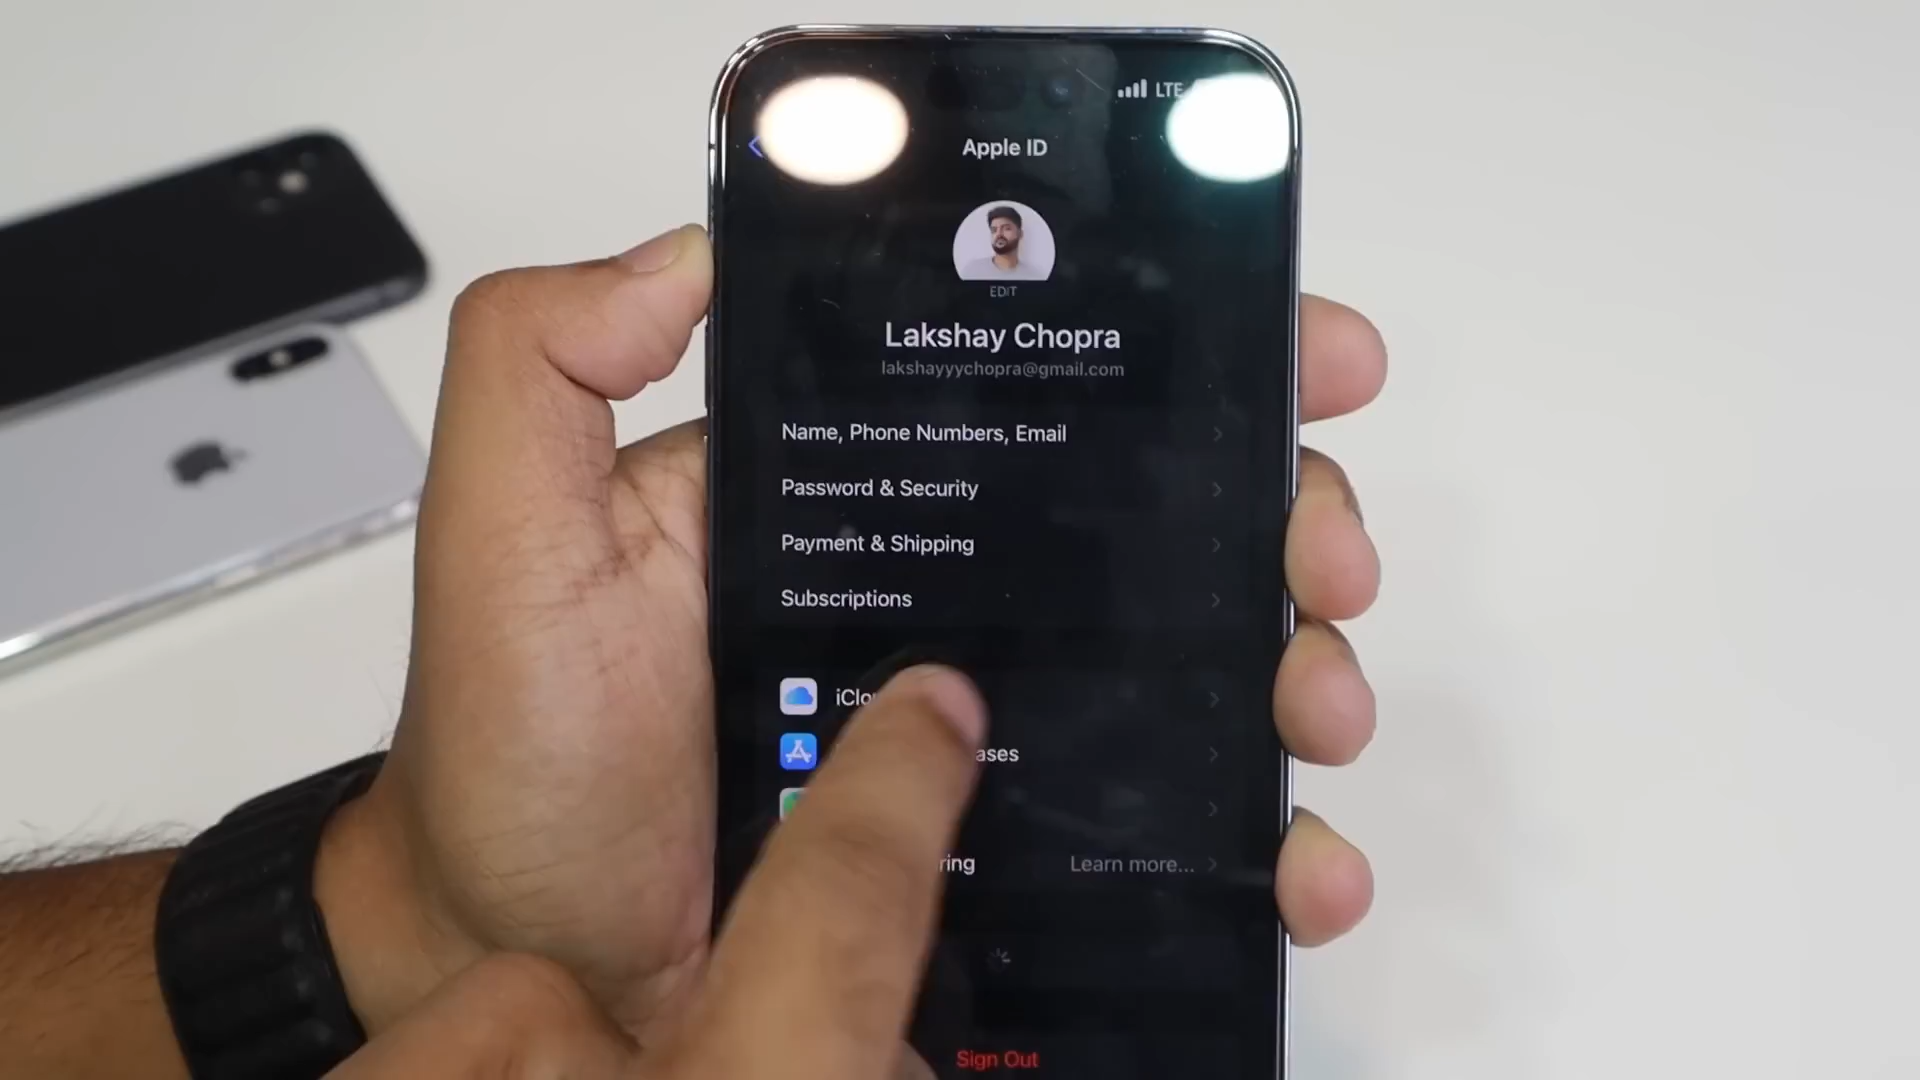 LTE
Apple ID
EDIT
Lakshay Chopra
lakshayyychopra@gmail.com
Name, Phone Numbers, Email
Password & Security
Payment & Shipping
Subscriptions
iClo
ases
ring Learn more...
Sign Out